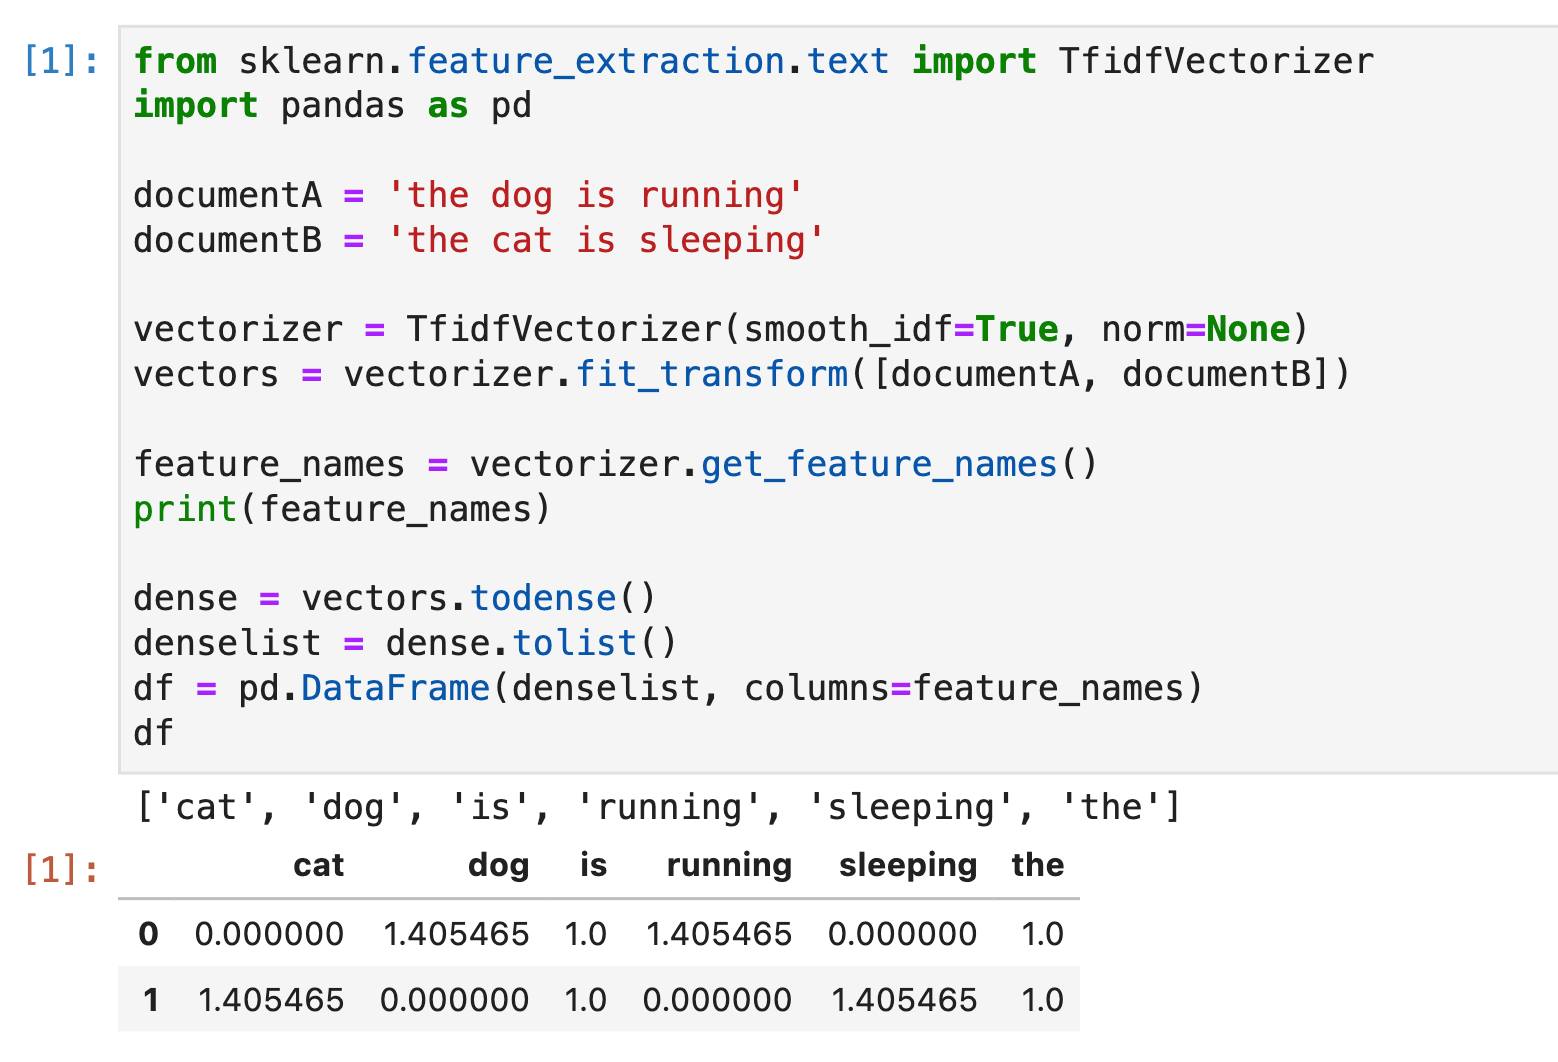 [1]: from sklearn.feature_extraction.text import TfidfVectorizer
import pandas as pd
documentA = 'the dog is running'
documentB = 'the cat is sleeping'
vectorizer = TfidfVectorizer(smooth_idf=True, norm=None)
vectors = vectorizer.fit_transform([documentA, documentB])
feature_names = vectorizer.get_feature_names()
print(feature_names)
dense = vectors.todense()
denselist = dense.tolist()
df = pd.DataFrame(denselist, columns=feature_names)
df
['cat', 'dog', 'is', 'running', 'sleeping', 'the']
[1]: cat dog is running sleeping the
0 0.000000 1.405465 1.0 1.405465 0.000000 1.0
1 1.405465 0.000000 1.0 0.000000 1.405465 1.0